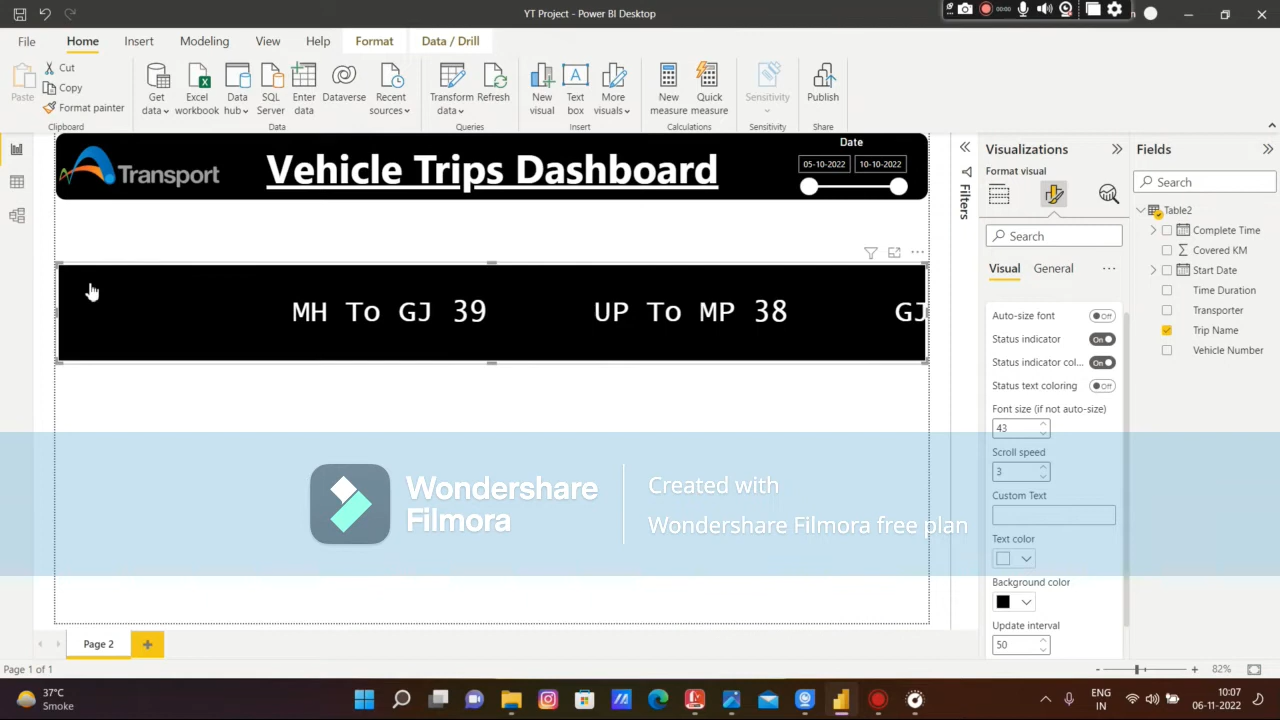 YT Project - Power BI Desktop
00:00
File Home Insert Modeling View Help Format Data / Drill
Paste
Cut
Copy
Format painter
Clipboard
Get data
Excel workbook
Data hub
SQL Server
Enter data
Dataverse
Recent sources
Data
Transform data
Refresh
Queries
New visual
Text box
More visuals
Insert
New measure
Quick measure
Calculations
Sensitivity
Sensitivity
Publish
Share
Transport
Vehicle Trips Dashboard
Date
05-10-2022 10-10-2022
MH To GJ 39 UP To MP 38 GJ
Filters
Visualizations
Format visual
Search
Visual General
Auto-size font Off
Status indicator On
Status indicator col... On
Status text coloring Off
Font size (if not auto-size)
43
Scroll speed
3
Custom Text
Text color
Background color
Update interval
50
Fields
Search
Table2
Complete Time
Covered KM
Start Date
Time Duration
Transporter
Trip Name
Vehicle Number
Wondershare
Filmora
Created with
Wondershare Filmora free plan
Page 2
Page 1 of 1
82%
37°C
Smoke
ENG
IN
10:07
06-11-2022